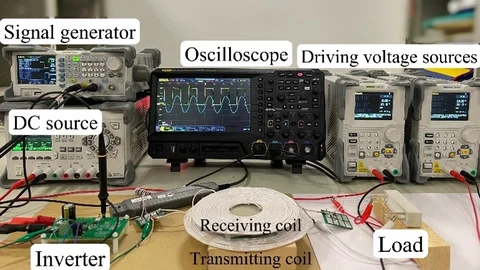 Signal generator
Oscilloscope
Driving voltage sources
DC source
Receiving coil
Transmitting coil
Inverter
Load